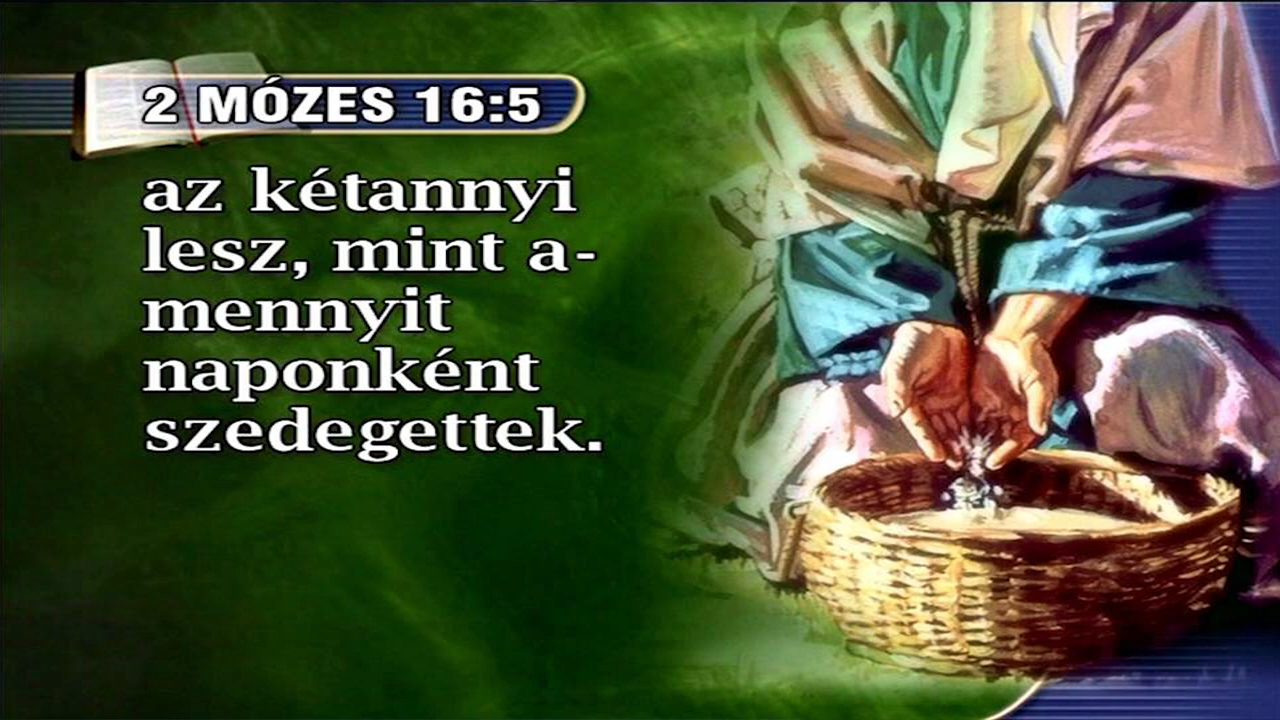 2 MÓZES 16:5
az kétannyi
lesz, mint a-
mennyit
naponként
szedegettek.